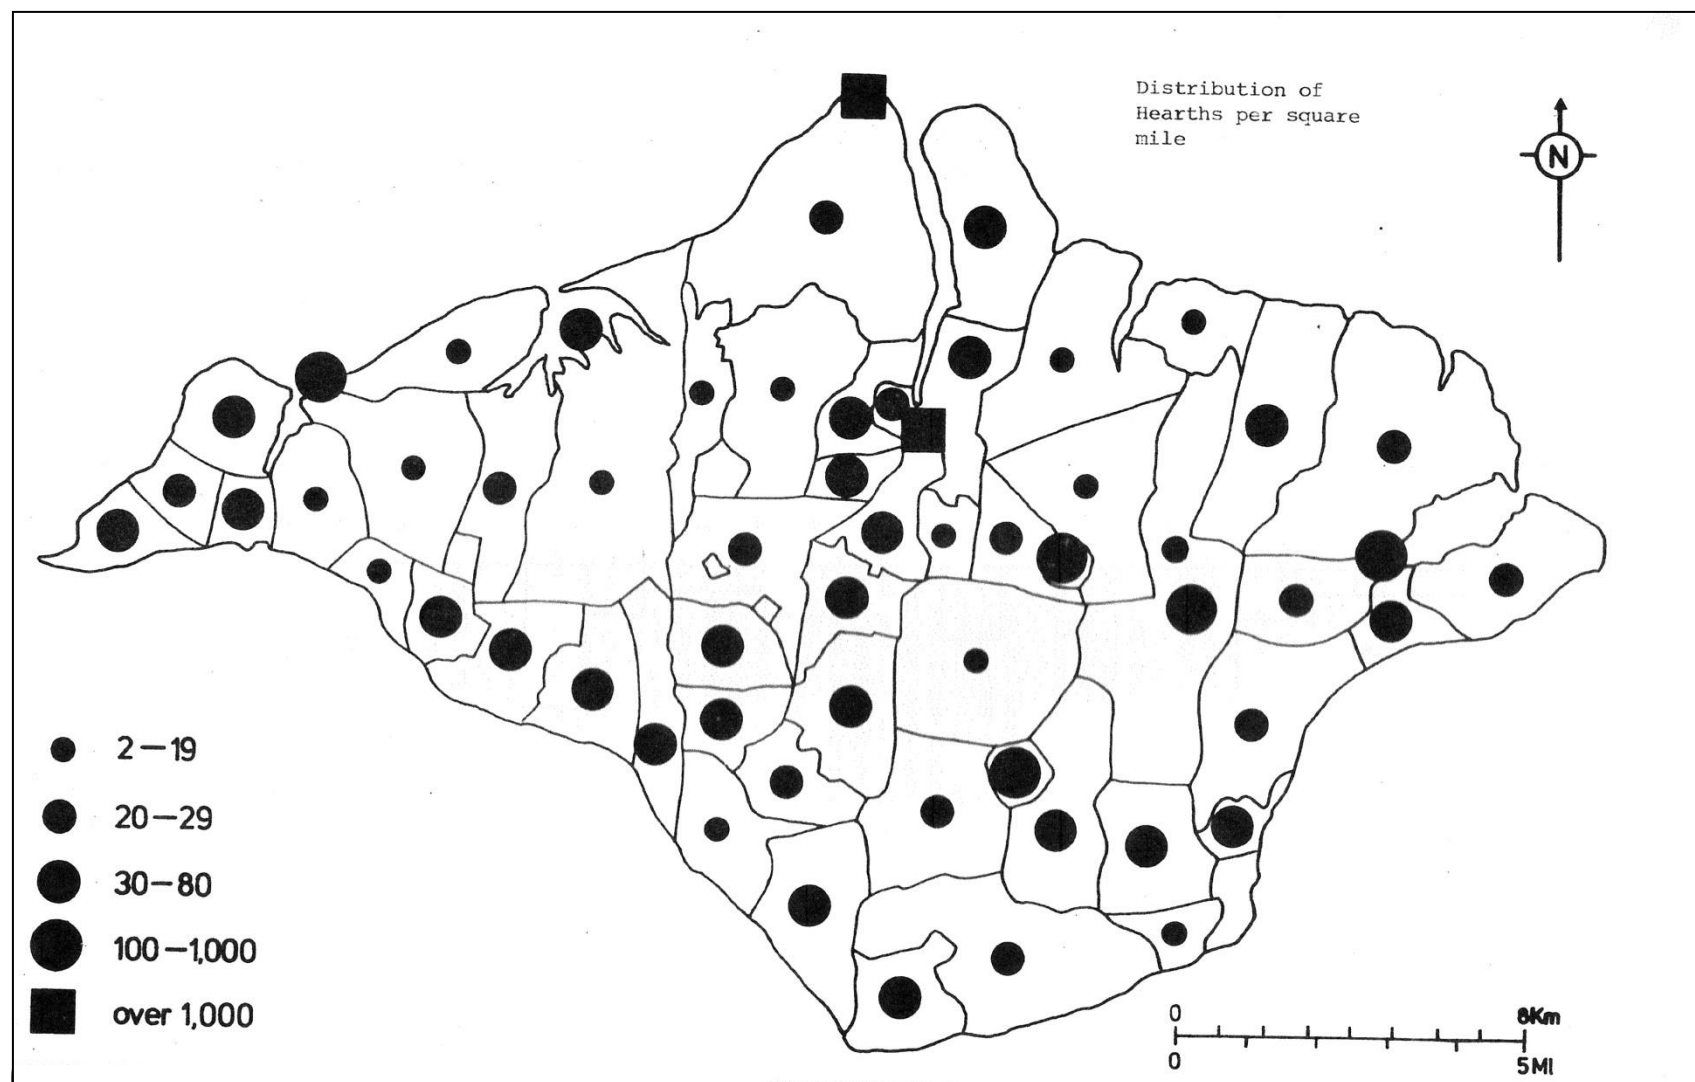 Distribution of
Hearths per square
mile
N
2–19
20–29
30–80
100–1,000
over 1,000
0 8Km
0 5MI